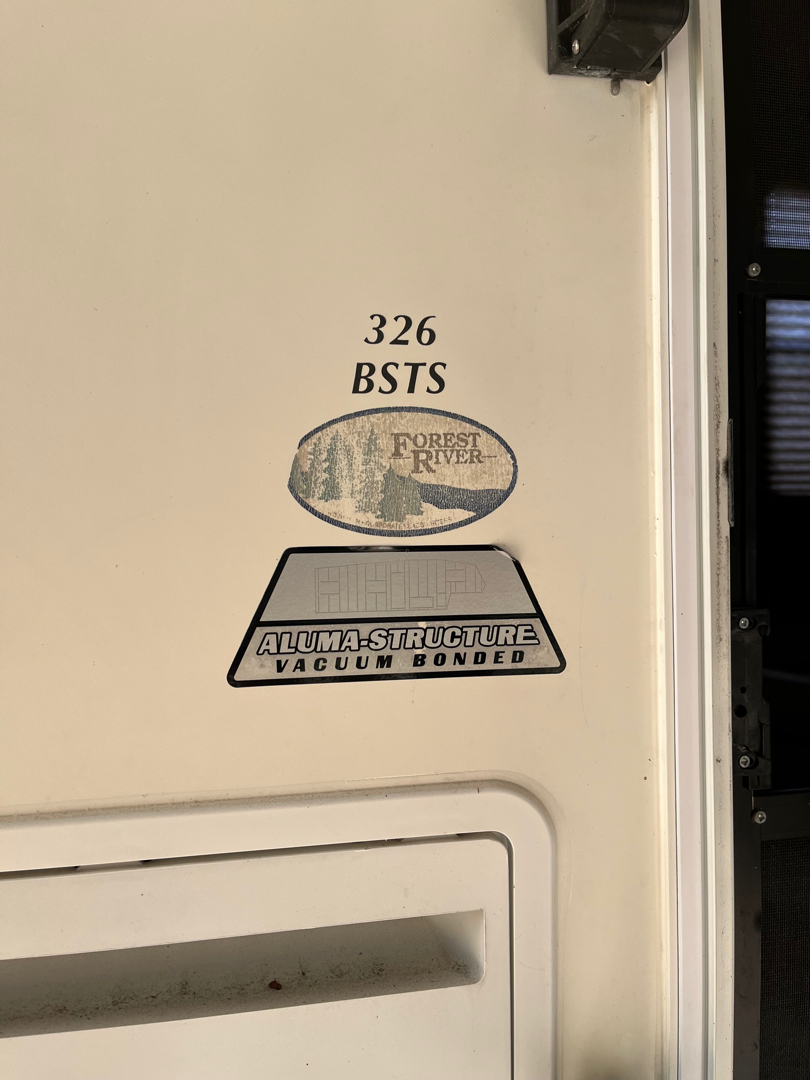 326
BSTS
FOREST
RIVER
ALUMA-STRUCTURE
VACUUM BONDED